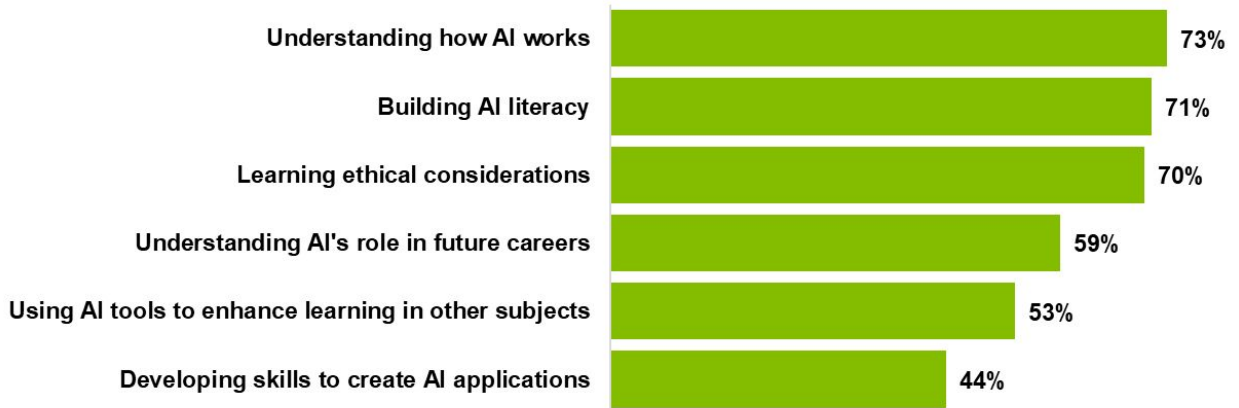 Understanding how AI works 73%
Building AI literacy 71%
Learning ethical considerations 70%
Understanding AI's role in future careers 59%
Using AI tools to enhance learning in other subjects 53%
Developing skills to create AI applications 44%